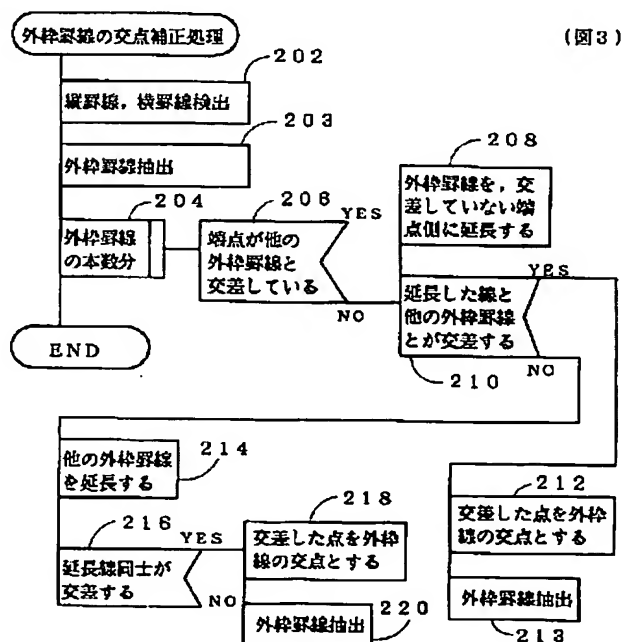 (図3)
外枠罫線の交点補正処理
202
縦罫線，横罫線検出
203
外枠罫線抽出
204
外枠罫線
の本数分
206
端点が他の
外枠罫線と
交差している
YES
NO
208
外枠罫線を，交
差していない端
点側に延長する
延長した線と
他の外枠罫線
とが交差する
YES
NO
210
END
他の外枠罫線
を延長する
214
216
延長線同士が
交差する
YES
NO
218
交差した点を外枠
線の交点とする
外枠罫線抽出
220
212
交差した点を外枠
線の交点とする
外枠罫線抽出
213